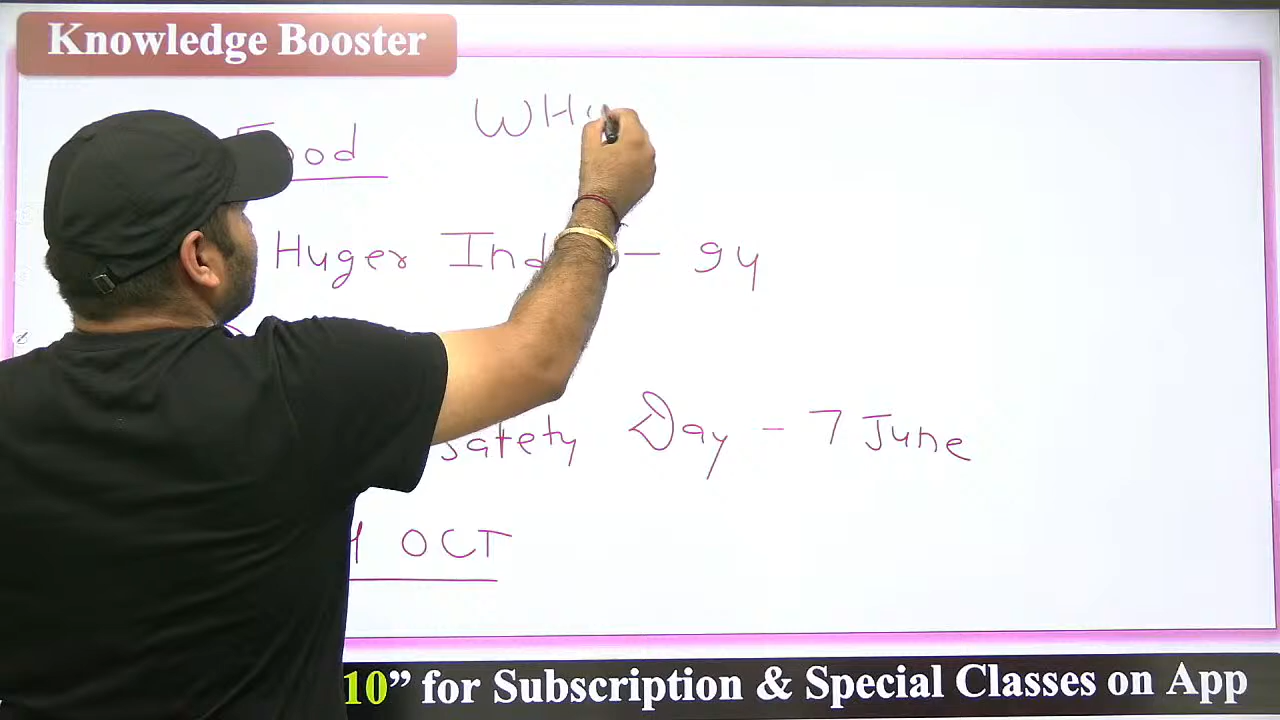 Knowledge Booster
WH
Food
Huger Ind — 94
Safety Day - 7 June
OCT
10” for Subscription & Special Classes on App